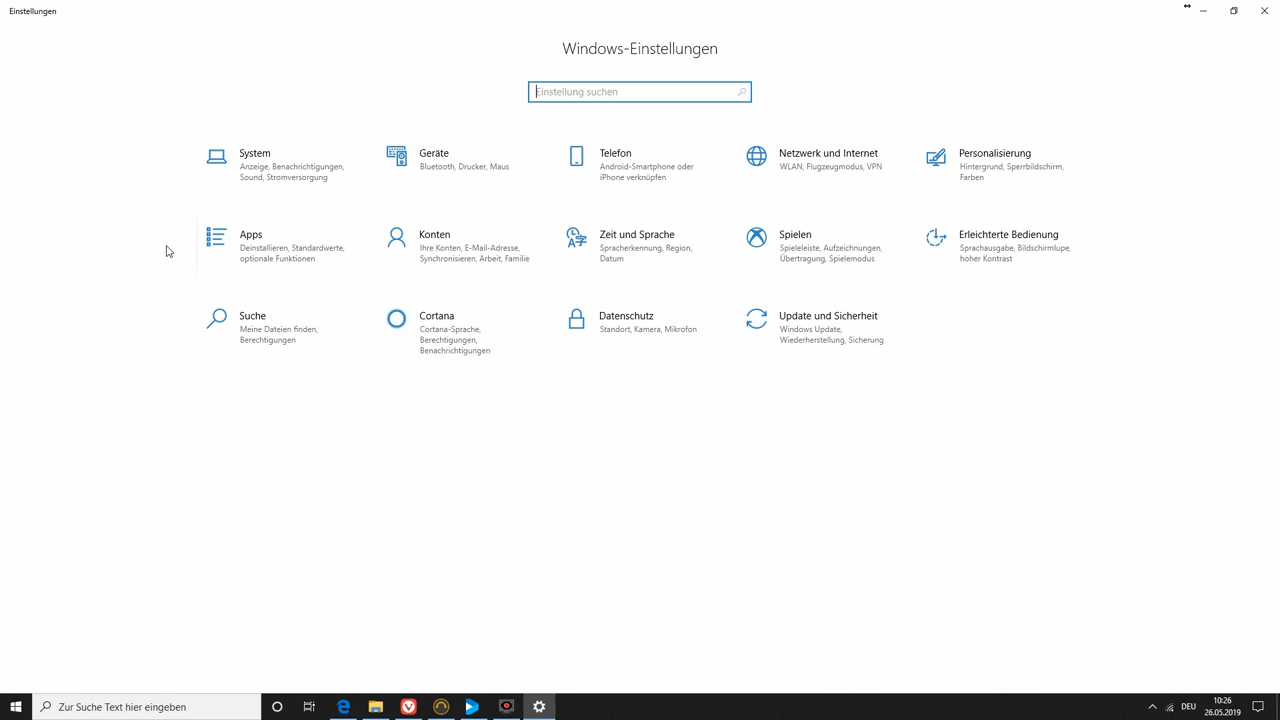 Einstellungen
Windows-Einstellungen
Einstellung suchen
System
Anzeige, Benachrichtigungen,
Sound, Stromversorgung
Geräte
Bluetooth, Drucker, Maus
Telefon
Android-Smartphone oder
iPhone verknüpfen
Netzwerk und Internet
WLAN, Flugzeugmodus, VPN
Personalisierung
Hintergrund, Sperrbildschirm,
Farben
Apps
Deinstallieren, Standardwerte,
optionale Funktionen
Konten
Ihre Konten, E-Mail-Adresse,
Synchronisieren, Arbeit, Familie
Zeit und Sprache
Spracherkennung, Region,
Datum
Spielen
Spieleleiste, Aufzeichnungen,
Übertragung, Spielemodus
Erleichterte Bedienung
Sprachausgabe, Bildschirmlupe,
hoher Kontrast
Suche
Meine Dateien finden,
Berechtigungen
Cortana
Cortana-Sprache,
Berechtigungen,
Benachrichtigungen
Datenschutz
Standort, Kamera, Mikrofon
Update und Sicherheit
Windows Update,
Wiederherstellung, Sicherung
Zur Suche Text hier eingeben
DEU
10:26
26.05.2019